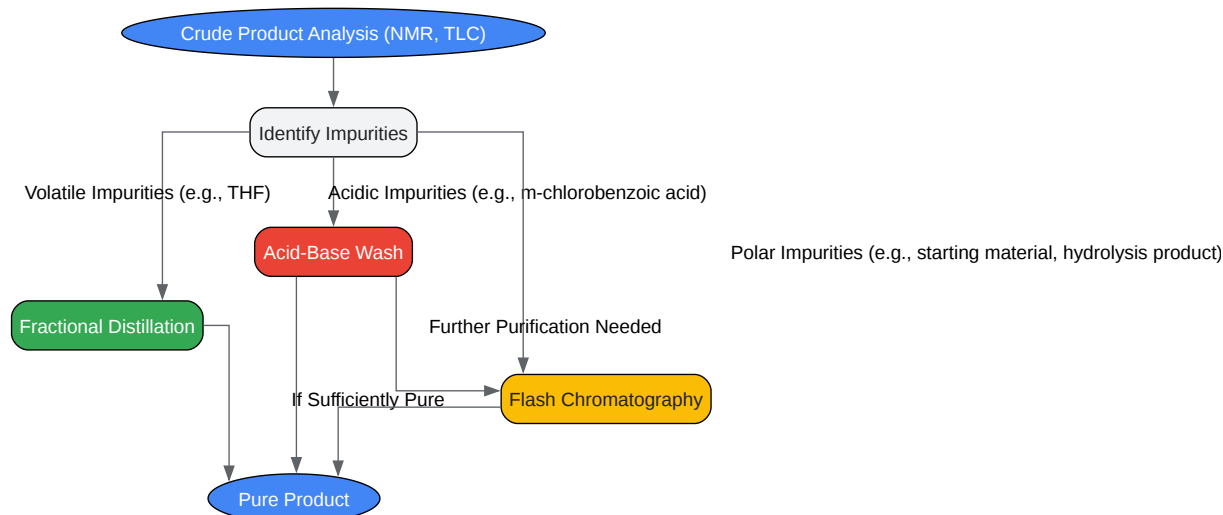 Crude Product Analysis (NMR, TLC)
Identify Impurities
Volatile Impurities (e.g., THF)
Acidic Impurities (e.g., m-chlorobenzoic acid)
Acid-Base Wash
Polar Impurities (e.g., starting material, hydrolysis product)
Fractional Distillation
Further Purification Needed
If Sufficiently Pure
Flash Chromatography
Pure Product